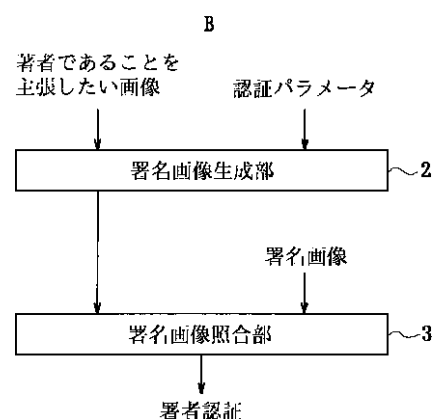 B
著者であることを
主張したい画像
認証パラメータ
署名画像生成部
2
署名画像
署名画像照合部
3
著者認証